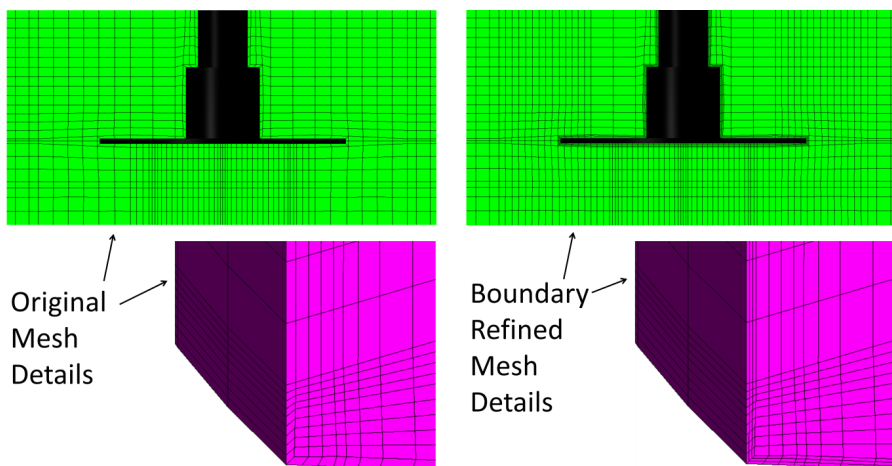 Original
Mesh
Details
Boundary
Refined
Mesh
Details